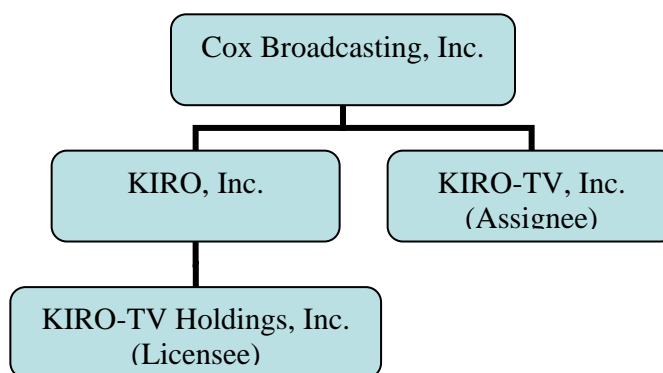 Cox Broadcasting, Inc.
KIRO, Inc.
KIRO-TV, Inc.
(Assignee)
KIRO-TV Holdings, Inc.
(Licensee)